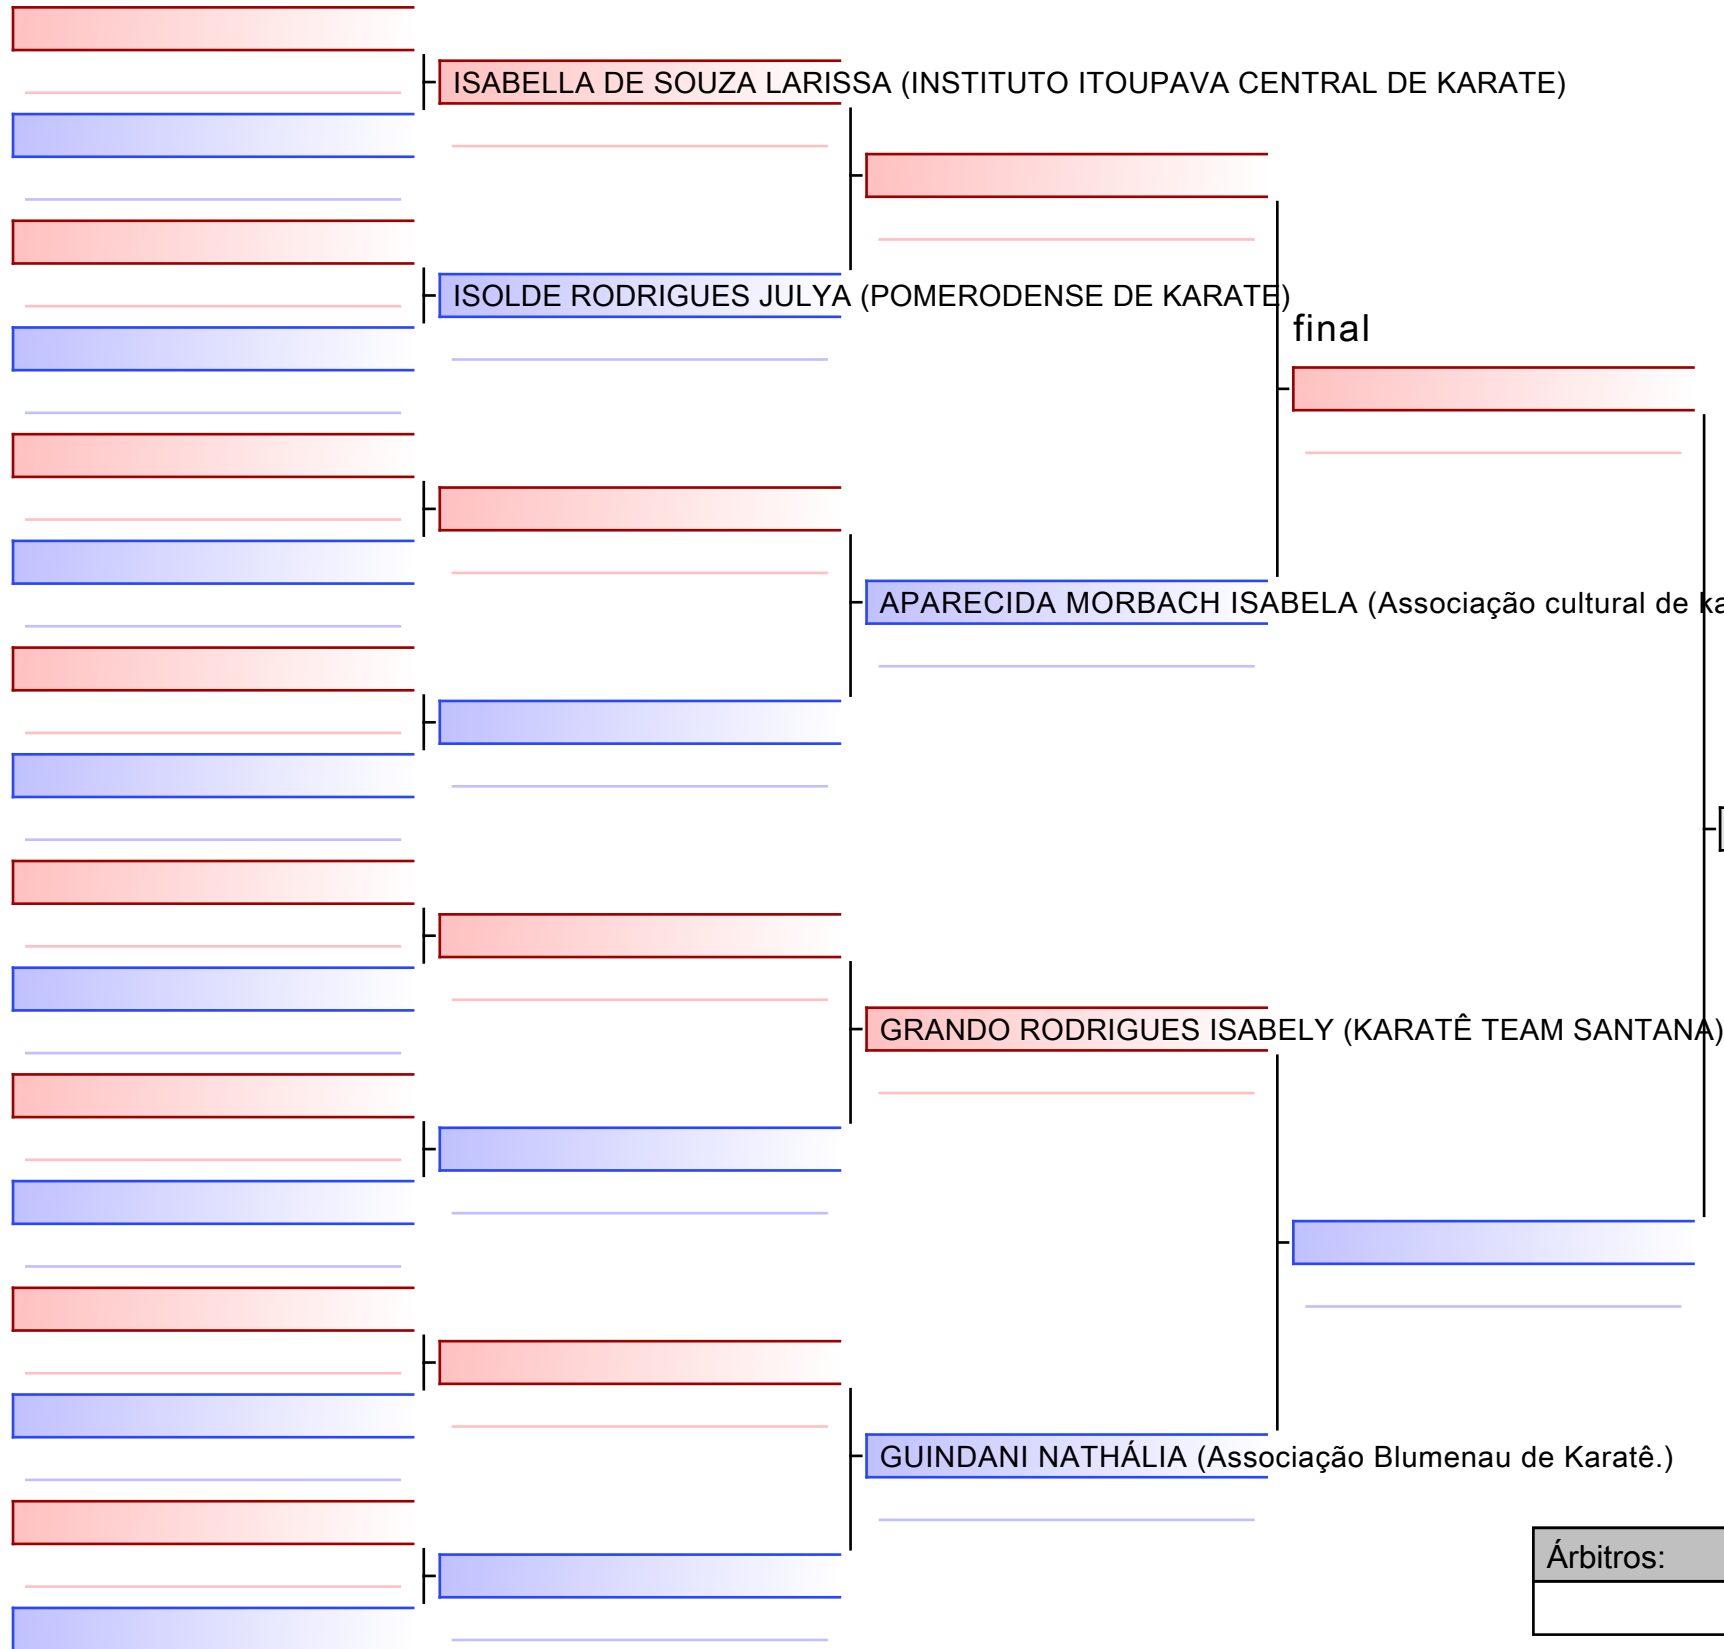 ISABELLA DE SOUZA LARISSA (INSTITUTO ITOUPAVA CENTRAL DE KARATE)
ISOLDE RODRIGUES JULYA (POMERODENSE DE KARATE)
final
APARECIDA MORBACH ISABELA (Associação cultural de
GRANDO RODRIGUES ISABELY (KARATÊ TEAM SANTANA)
GUINDANI NATHÁLIA (Associação Blumenau de Karatê.)
Árbitros: